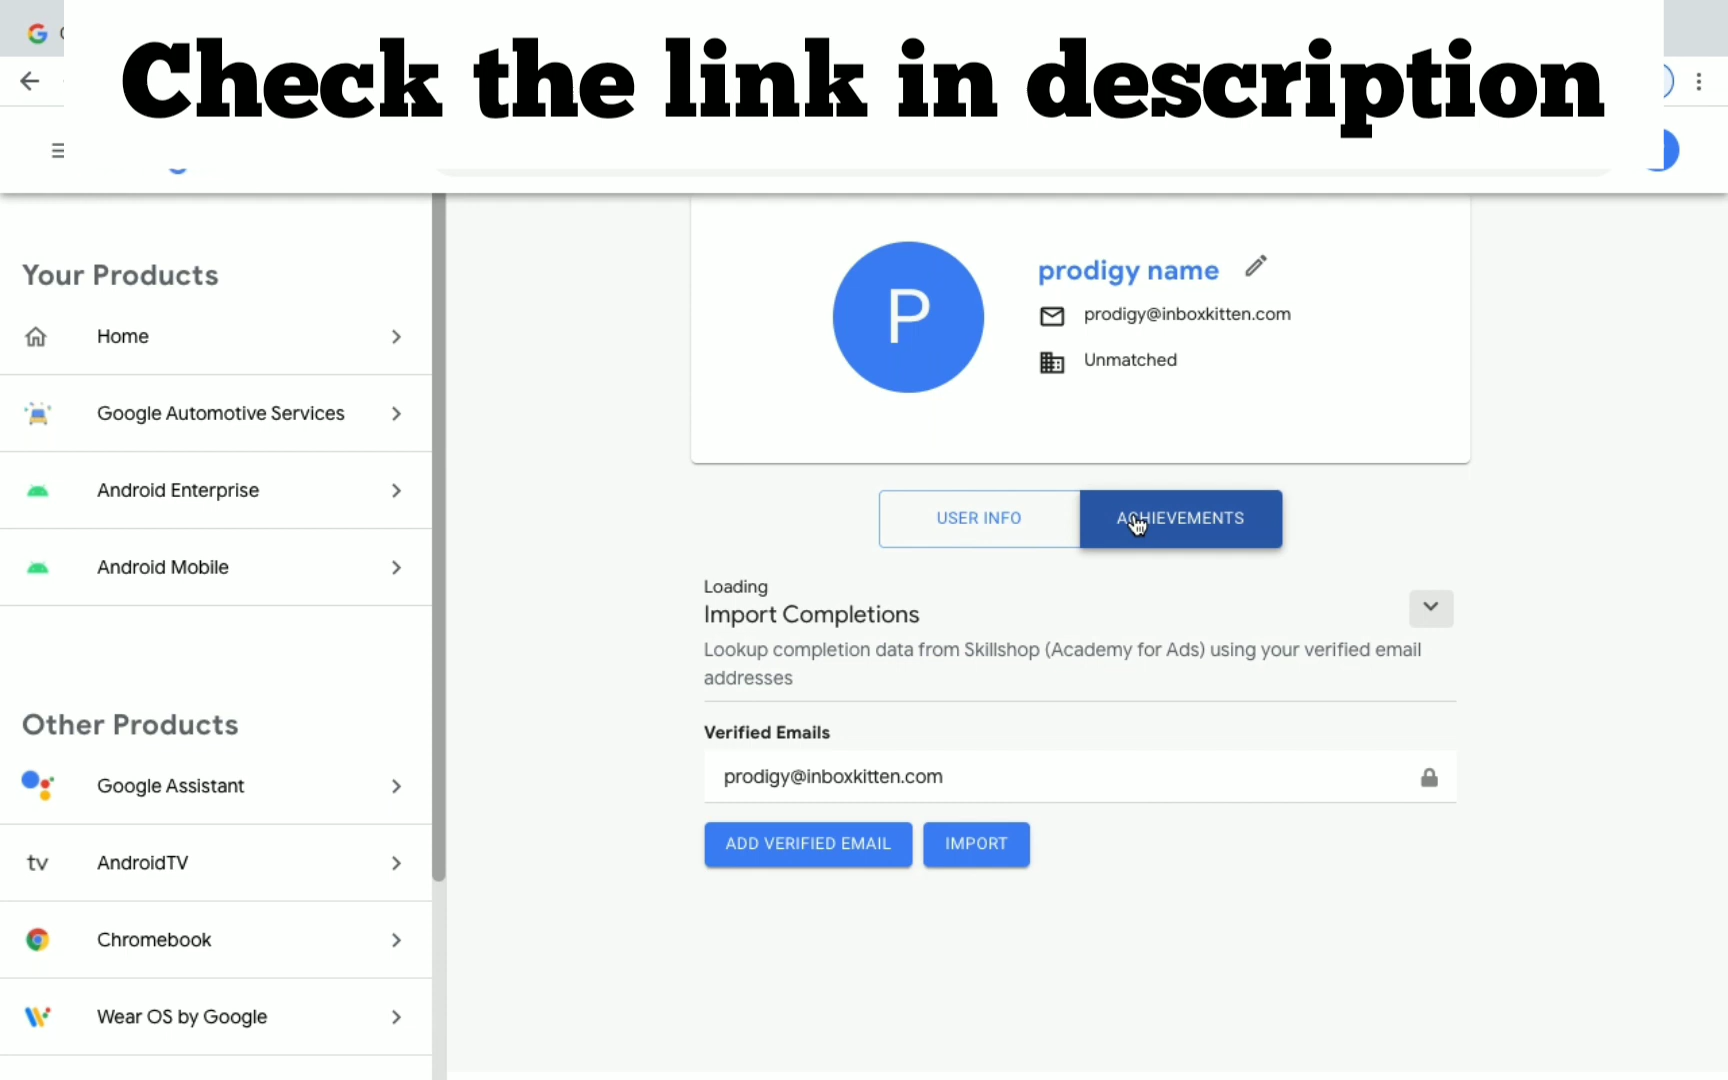 Check the link in description
Your Products
Home
Google Automotive Services
Android Enterprise
Android Mobile
Other Products
Google Assistant
tv
AndroidTV
Chromebook
Wear OS by Google
P
prodigy name
prodigy@inboxkitten.com
Unmatched
USER INFO
ACHIEVEMENTS
Loading
Import Completions
Lookup completion data from Skillshop (Academy for Ads) using your verified email
addresses
Verified Emails
prodigy@inboxkitten.com
ADD VERIFIED EMAIL
IMPORT